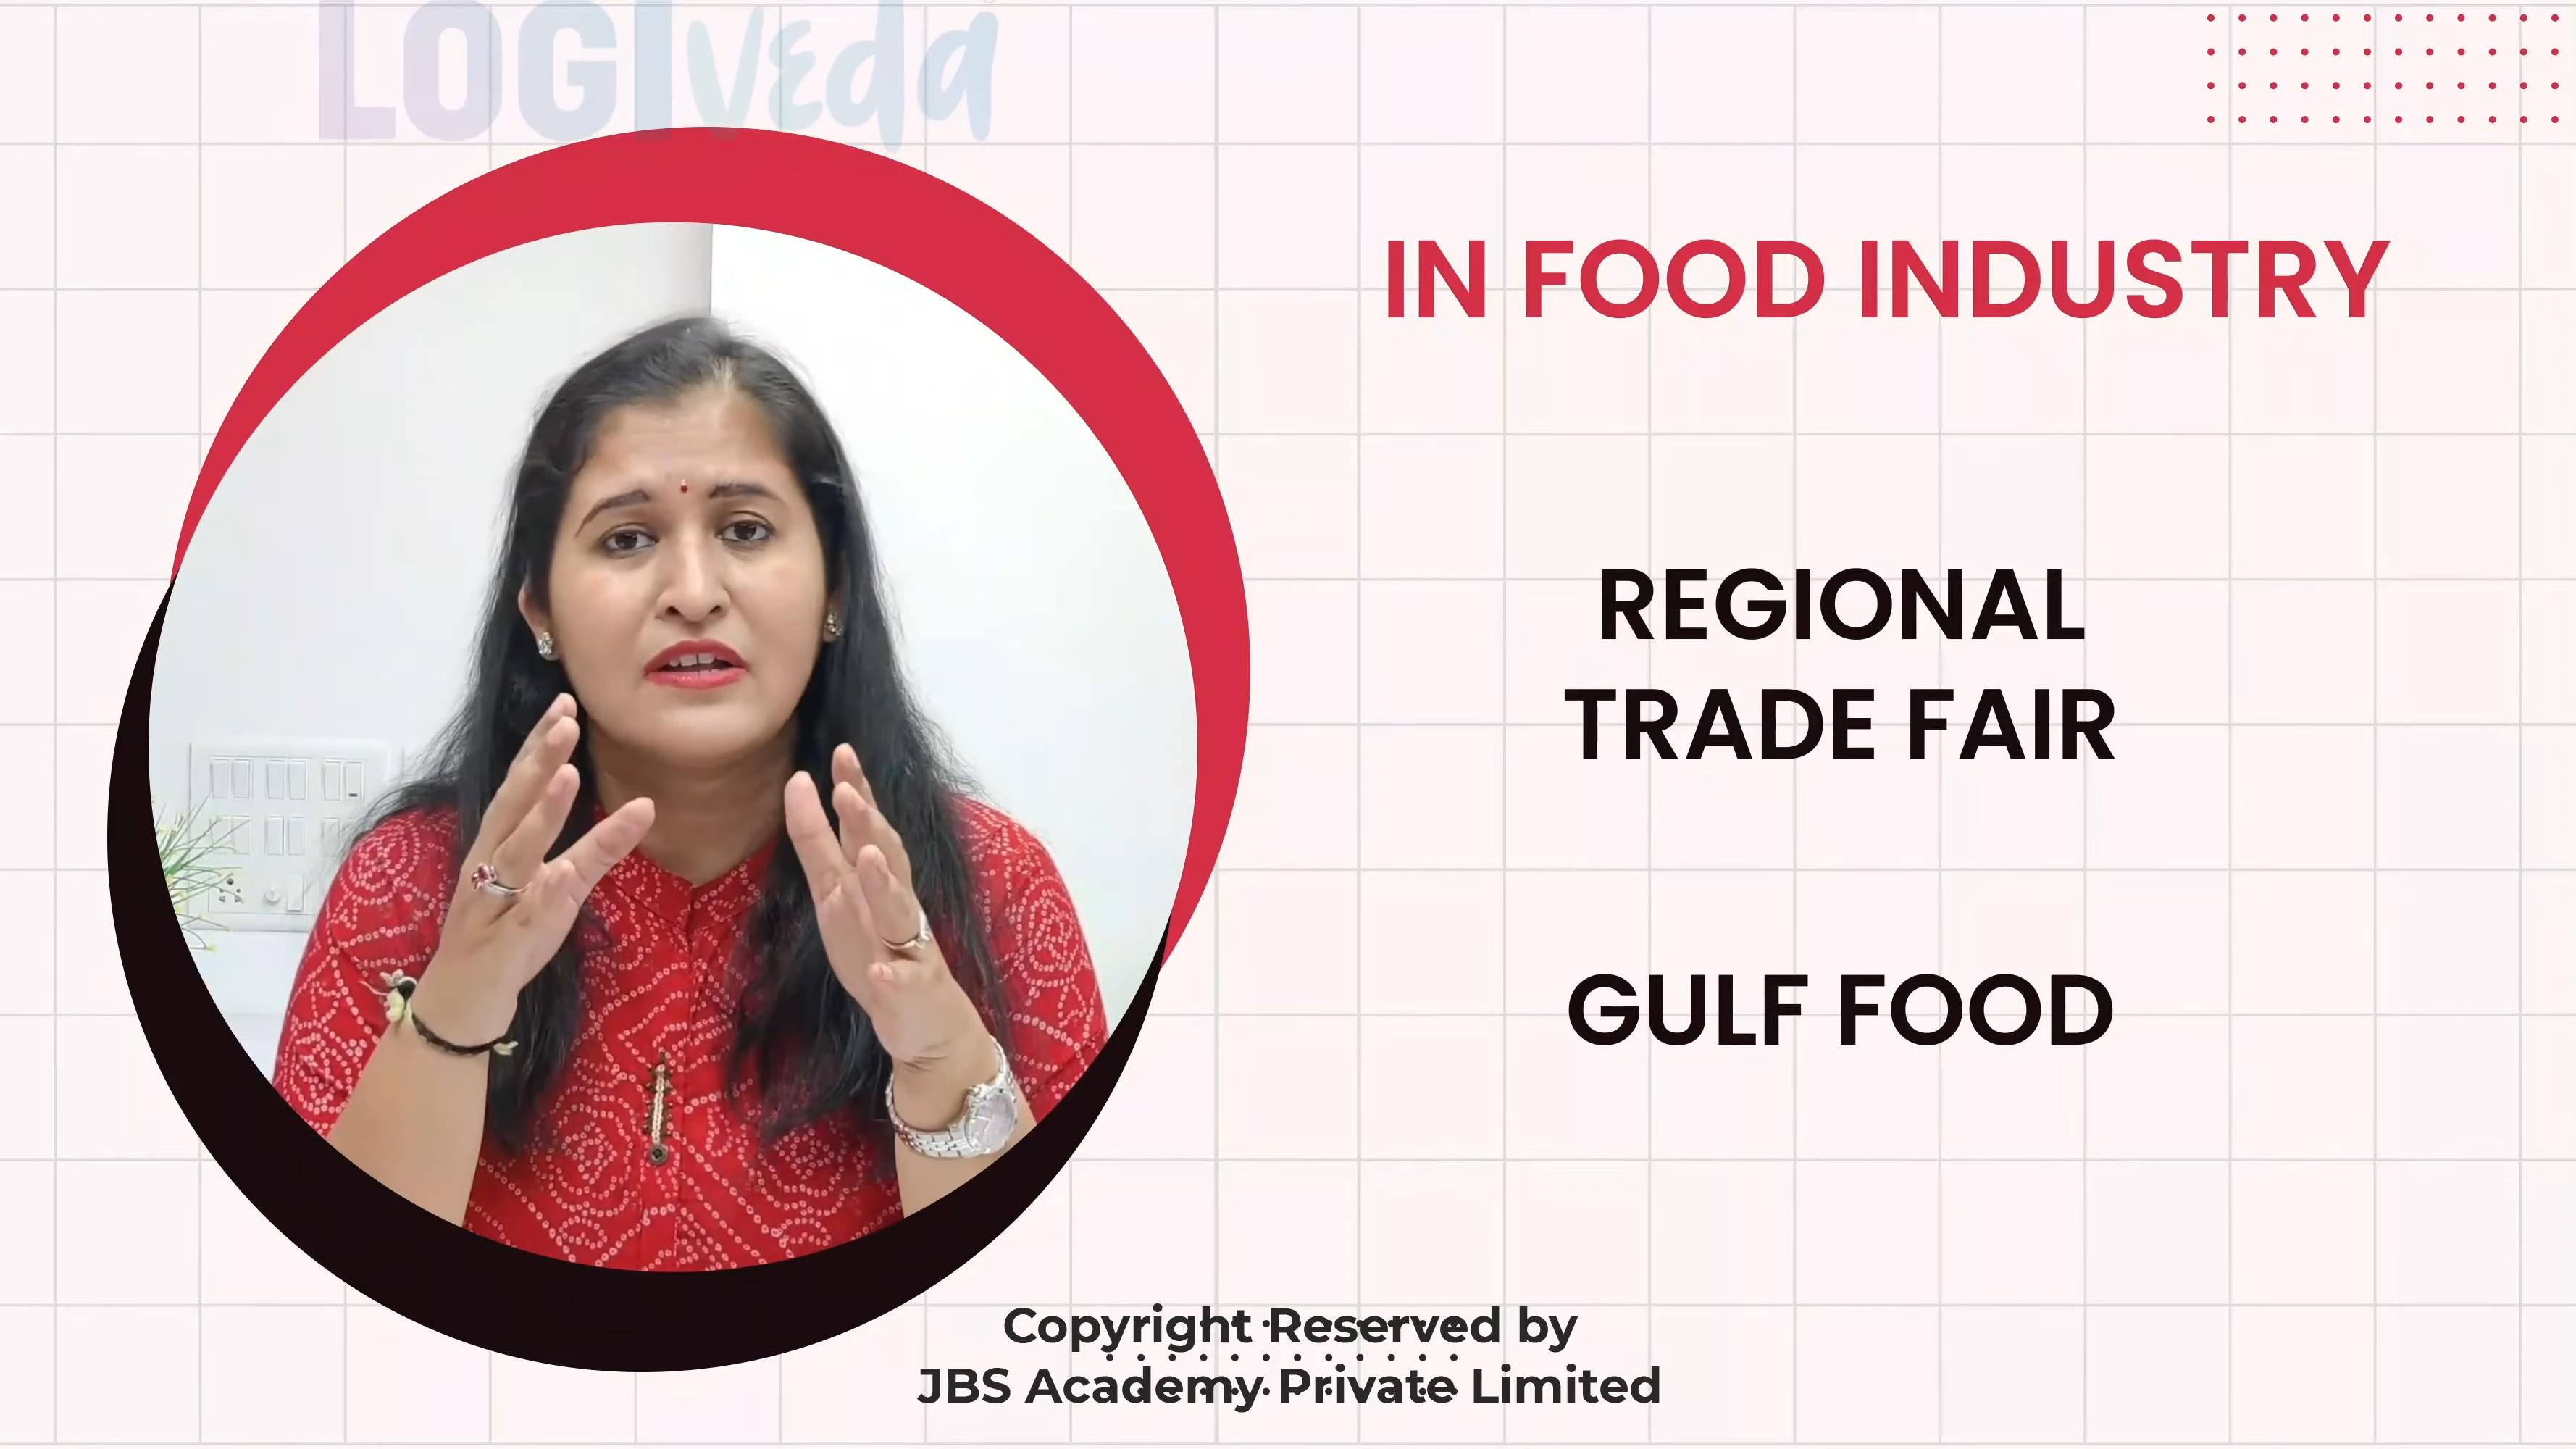 LOGIveda
IN FOOD INDUSTRY
REGIONAL
TRADE FAIR
GULF FOOD
Copyright Reserved by
JBS Academy Private Limited